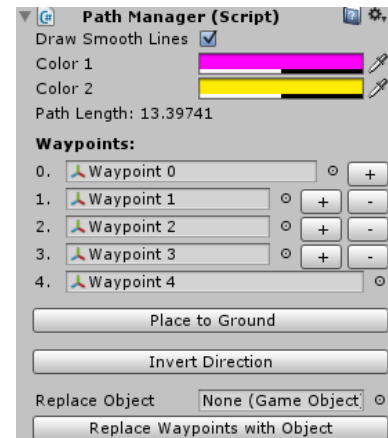 Path Manager (Script)
Draw Smooth Lines
Color 1
Color 2
Path Length: 13.39741
Waypoints:
0. Waypoint 0 +
1. Waypoint 1 + -
2. Waypoint 2 + -
3. Waypoint 3 + -
4. Waypoint 4
Place to Ground
Invert Direction
Replace Object None (Game Object)
Replace Waypoints with Object